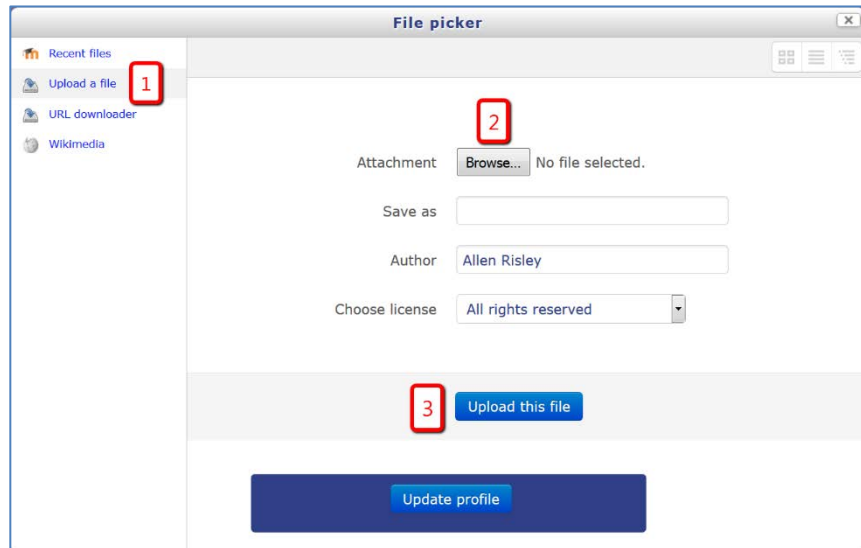 File picker
Recent files
Upload a file
1
URL downloader
Wikimedia
2
Attachment Browse... No file selected.
Save as
Author Allen Risley
Choose license All rights reserved
3 Upload this file
Update profile